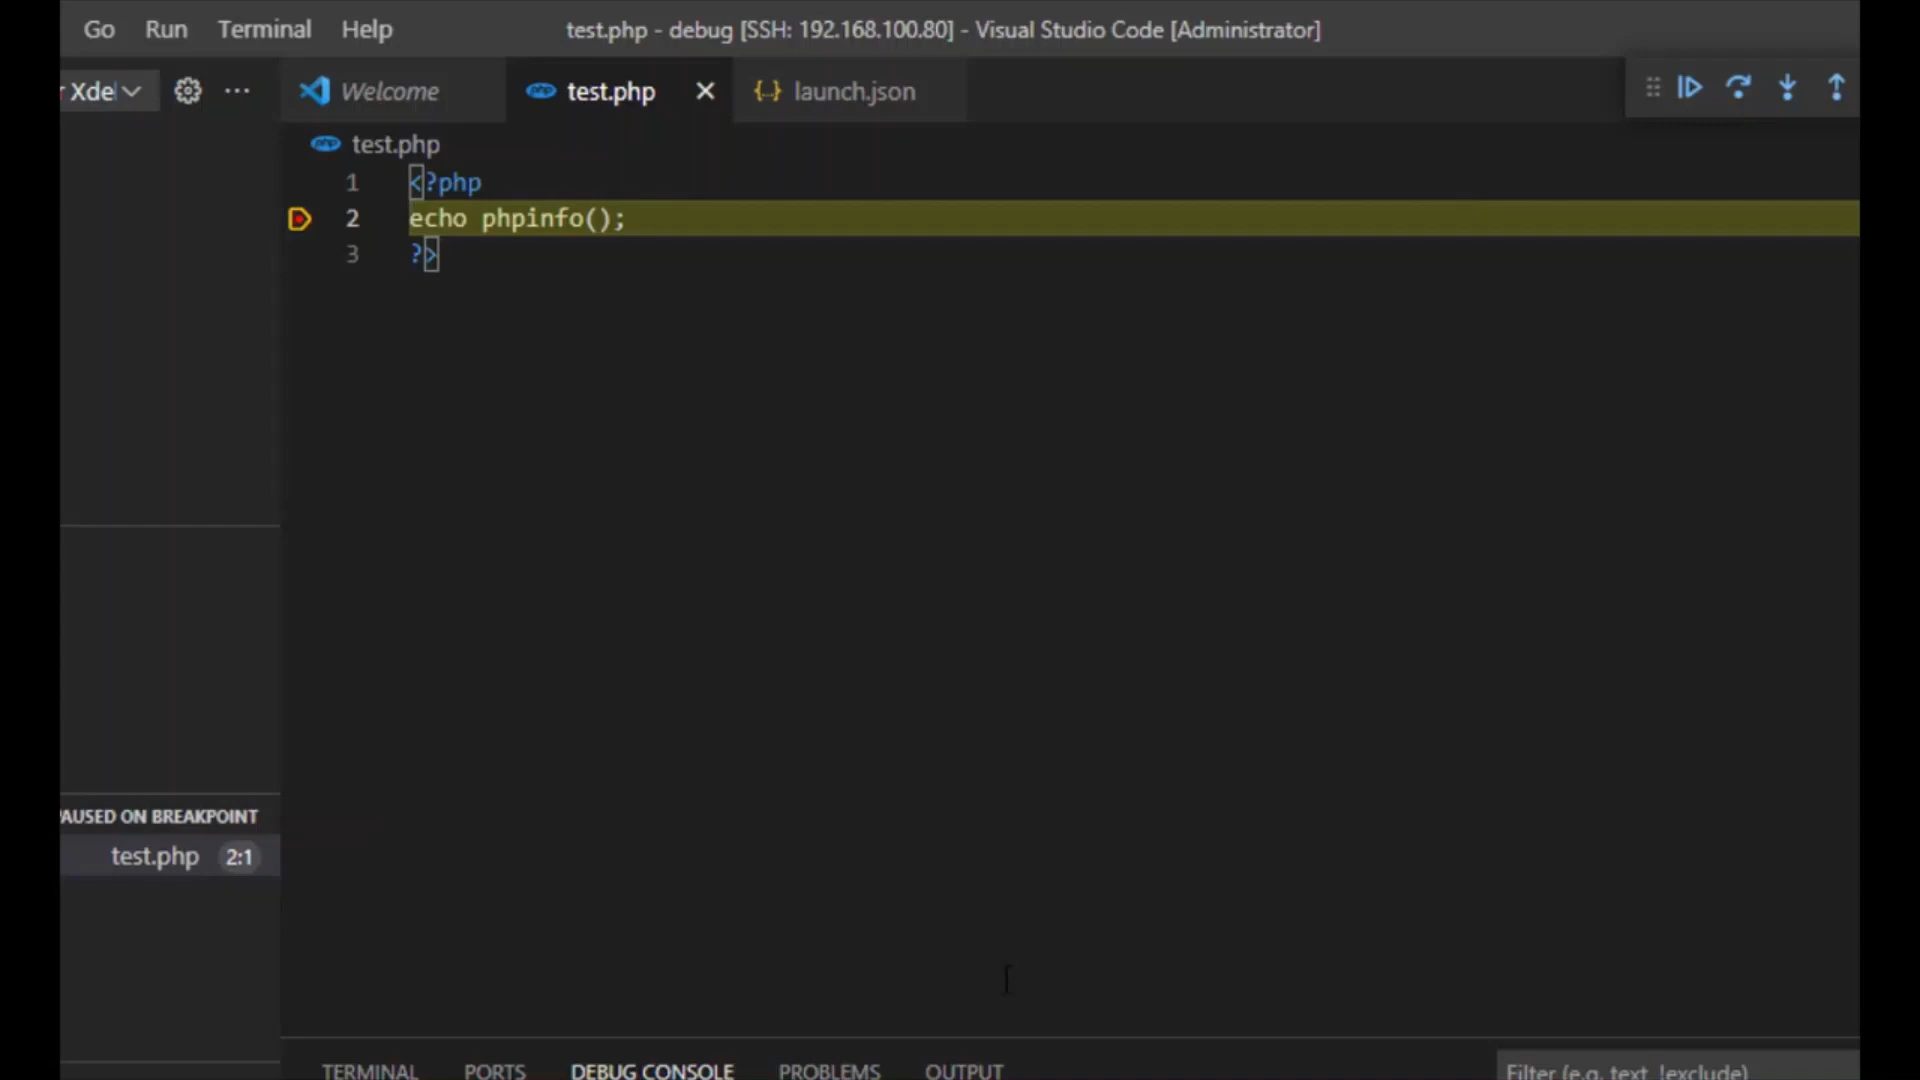 Go Run Terminal Help test.php - debug [SSH: 192.168.100.80] - Visual Studio Code [Administrator]
r Xde Welcome test.php launch.json
test.php
1 <?php
2 echo phpinfo();
3 ?>
AUSED ON BREAKPOINT
test.php 2:1
TERMINAL PORTS DEBUG CONSOLE PROBLEMS OUTPUT Filter (e.g. text, !exclude)